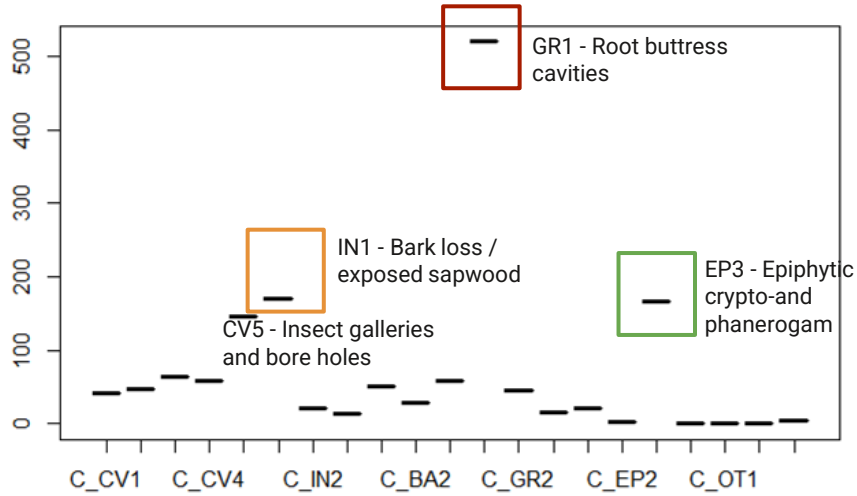 500
400
300
200
100
0
GR1 - Root buttress
cavities
IN1 - Bark loss /
exposed sapwood
EP3 - Epiphytic
crypto-and
phanerogam
CV5 - Insect galleries
and bore holes
C_CV1 C_CV4 C_IN2 C_BA2 C_GR2 C_EP2 C_OT1